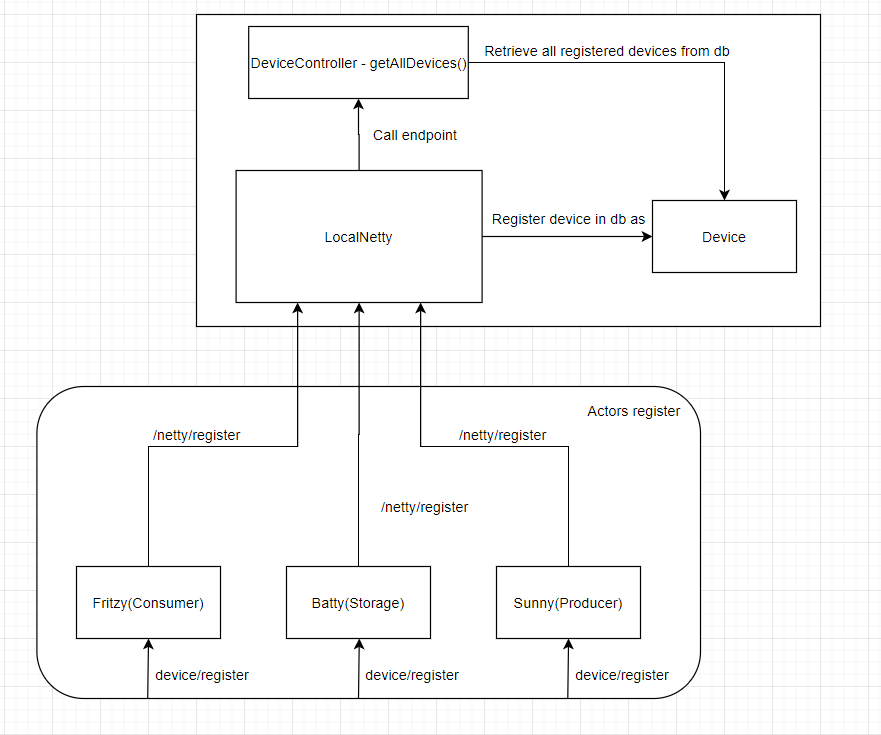 DeviceController - getAllDevices()
Retrieve all registered devices from db
Call endpoint
LocalNetty
Register device in db as
Device
Actors register
/netty/register
/netty/register
/netty/register
Fritzy(Consumer)
Batty(Storage)
Sunny(Producer)
device/register
device/register
device/register